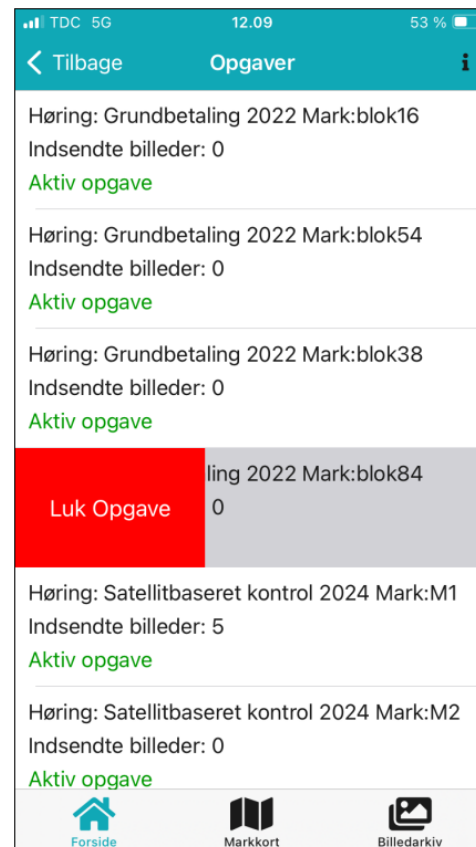 TDC 5G 12.09 53 %
Tilbage Opgaver i
Høring: Grundbetaling 2022 Mark:blok16
Indsendte billeder: 0
Aktiv opgave
Høring: Grundbetaling 2022 Mark:blok54
Indsendte billeder: 0
Aktiv opgave
Høring: Grundbetaling 2022 Mark:blok38
Indsendte billeder: 0
Aktiv opgave
ling 2022 Mark:blok84
Luk Opgave 0
Høring: Satellitbaseret kontrol 2024 Mark:M1
Indsendte billeder: 5
Aktiv opgave
Høring: Satellitbaseret kontrol 2024 Mark:M2
Indsendte billeder: 0
Aktiv opgave
Forside Markkort Billedarkiv